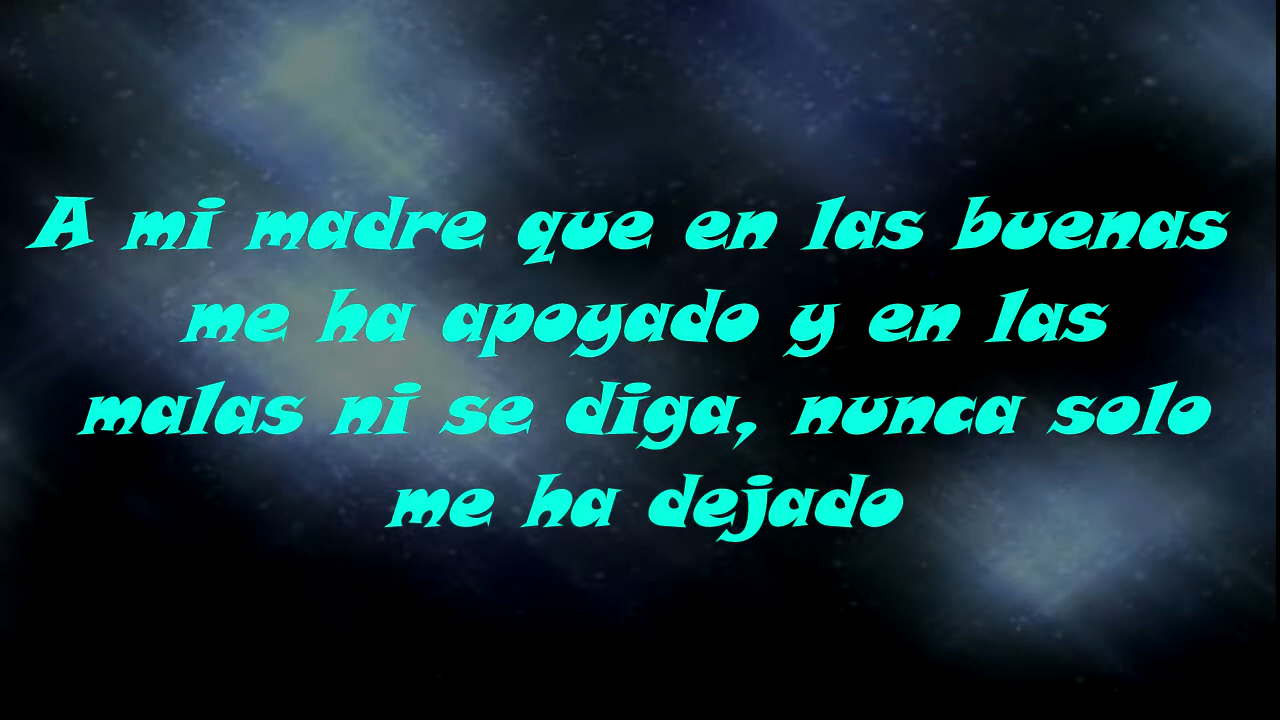 A mi madre que en las buenas
me ha apoyado y en las
malas ni se diga, nunca solo
me ha dejado